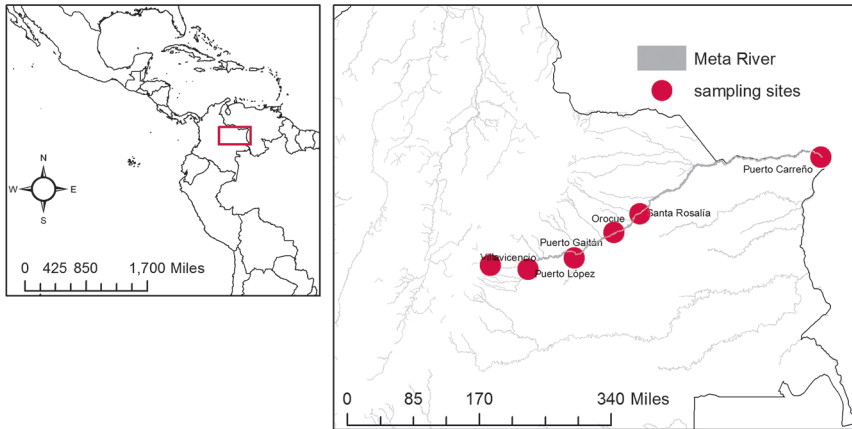 N
W E
S
0 425 850 1,700 Miles
Meta River
sampling sites
Puerto Carreño
Santa Rosalía
Orocue
Puerto Gaitán
Villavicencio
Puerto López
0 85 170 340 Miles